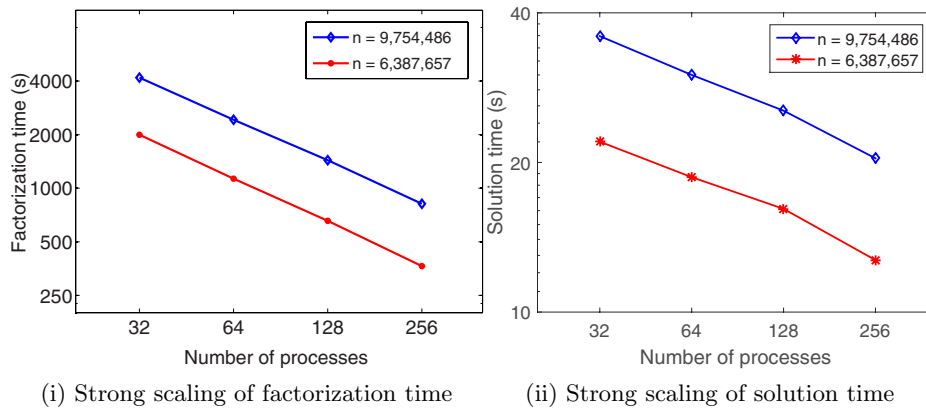 n = 9,754,486
n = 6,387,657
4000
2000
1000
500
250
Factorization time (s)
32 64 128 256
Number of processes
(i) Strong scaling of factorization time
n = 9,754,486
n = 6,387,657
40
20
10
Solution time (s)
32 64 128 256
Number of processes
(ii) Strong scaling of solution time